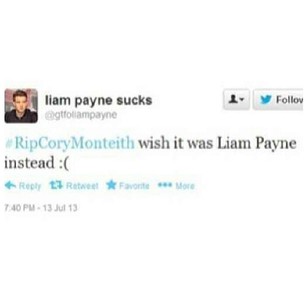 liam payne sucks
@gtfoliampayne
Follow
#RipCoryMonteith wish it was Liam Payne
instead :(
Reply Retweet Favorite More
7:40 PM - 13 Jul 13